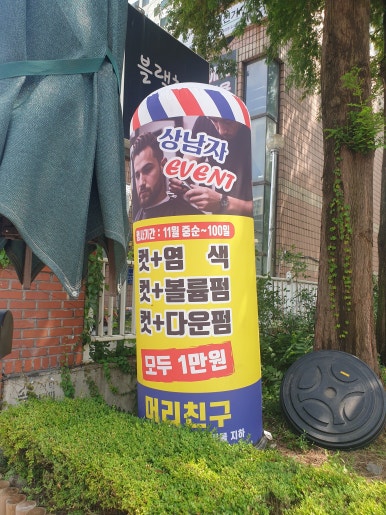 블랙
상남자
EVENT
행사기간 : 11월 중순~100일
컷+염 색
컷+볼륨펌
컷+다운펌
모두 1만원
머리친구
지하